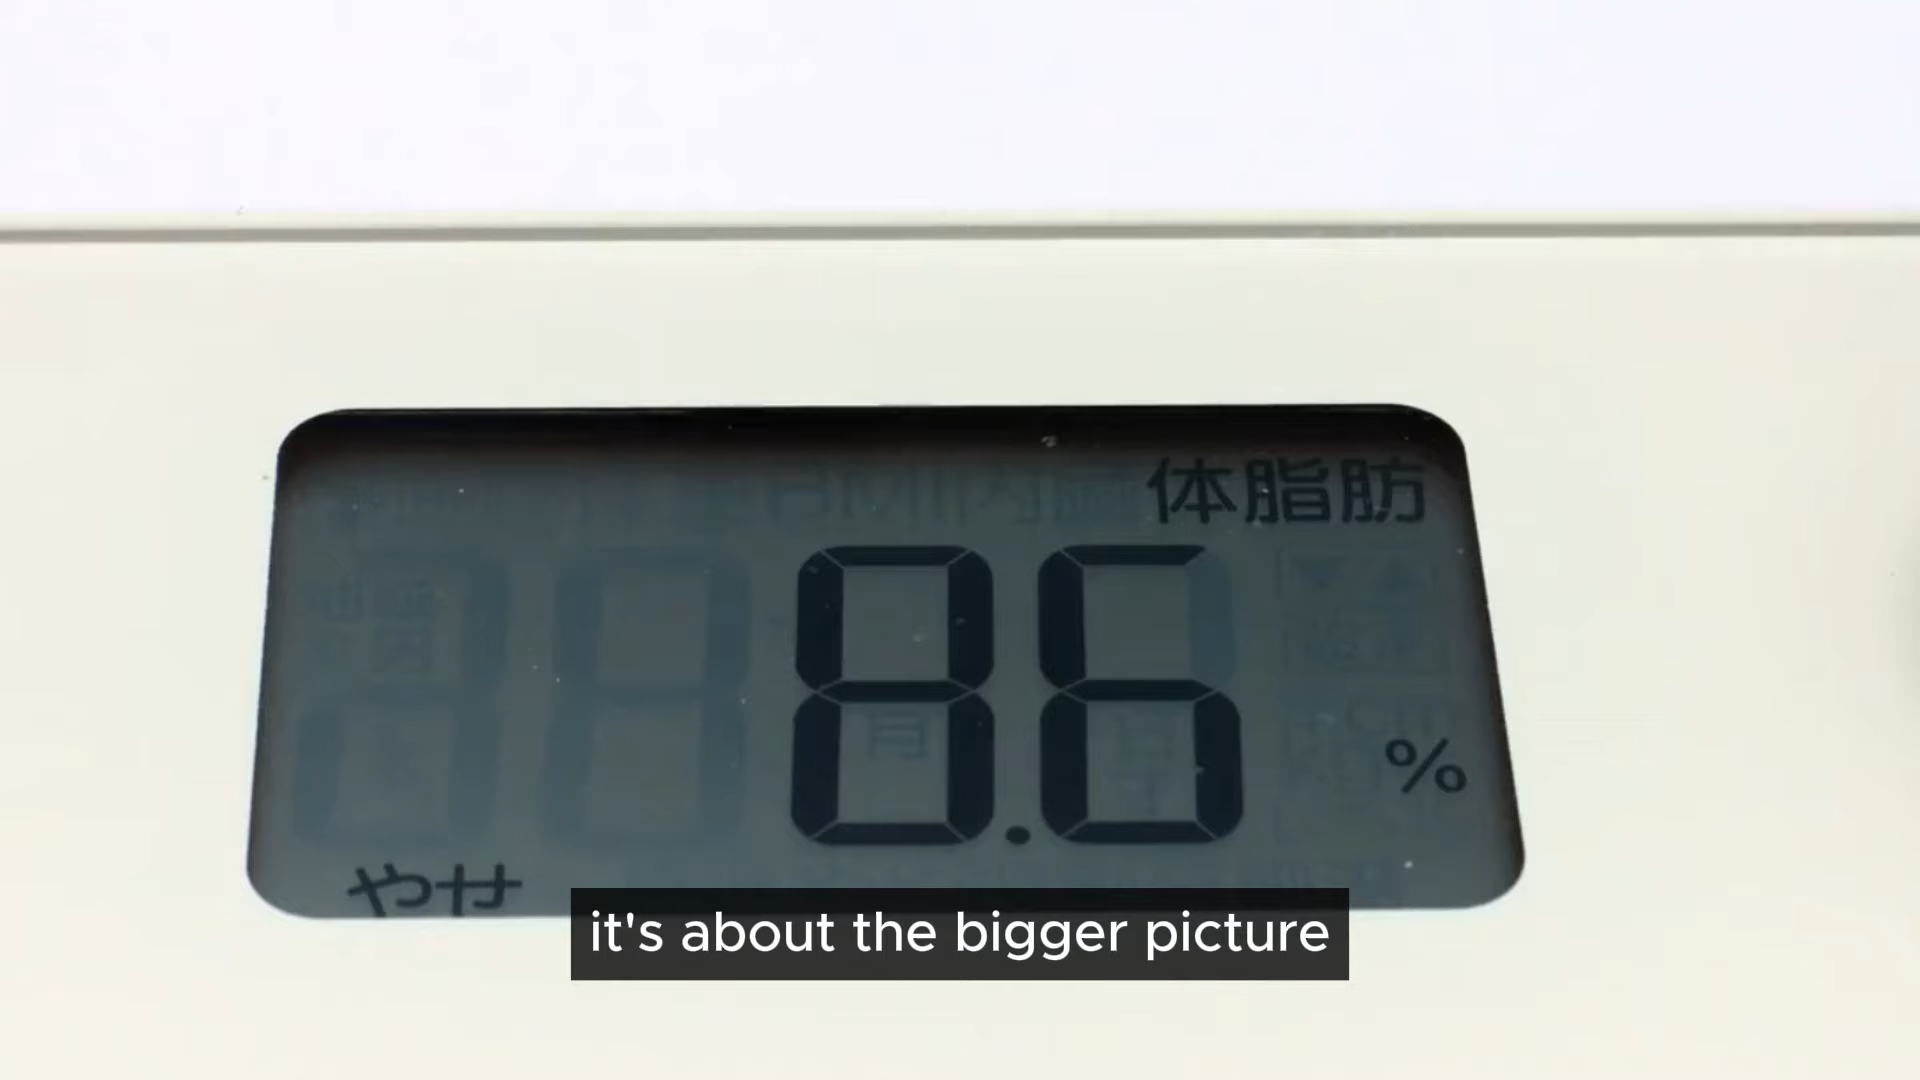 体脂肪
8.6
%
やせ
it's about the bigger picture